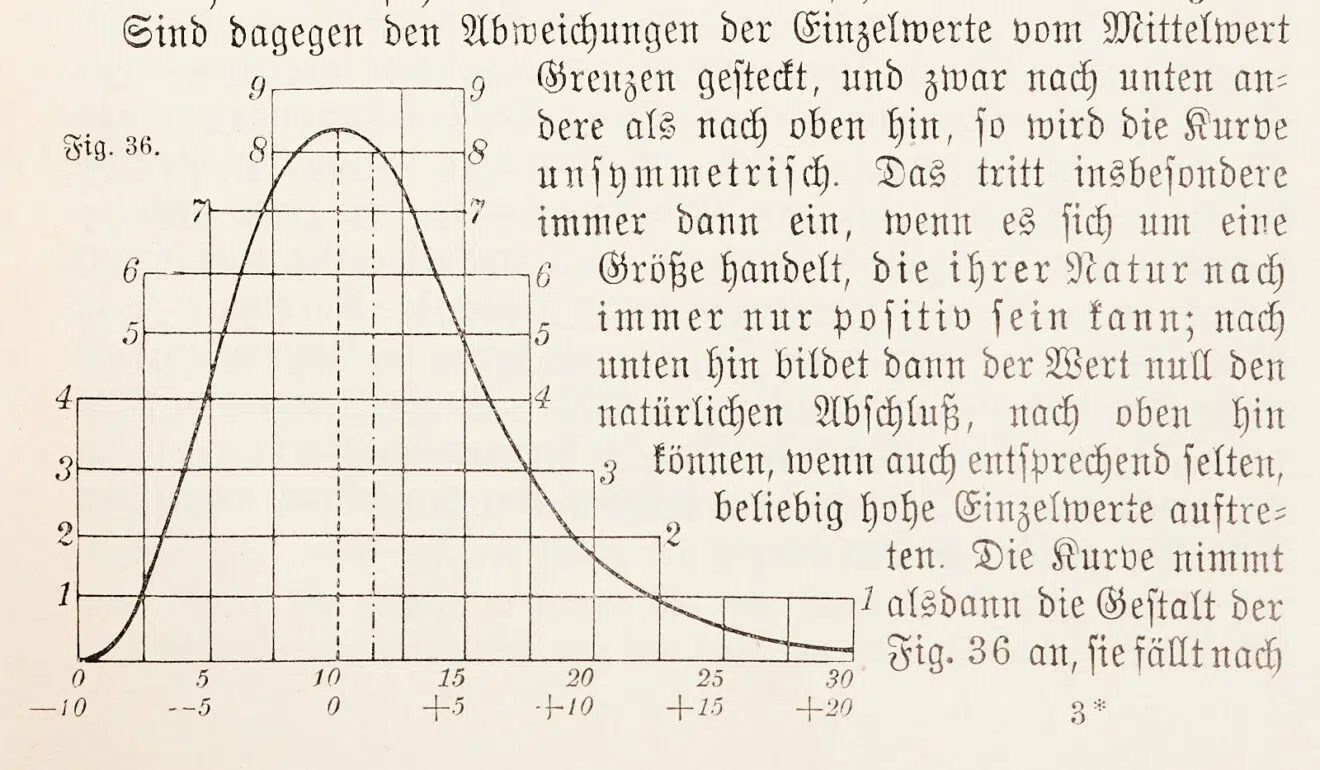 Sind dagegen den Abweichungen der Einzelwerte vom Mittelwert
Grenzen gesteckt, und zwar nach unten an-
dere als nach oben hin, so wird die Kurve
unsymmetrisch. Das tritt insbesondere
immer dann ein, wenn es sich um eine
Größe handelt, die ihrer Natur nach
immer nur positiv sein kann; nach
unten hin bildet dann der Wert null den
natürlichen Abschluß, nach oben hin
können, wenn auch entsprechend selten,
beliebig hohe Einzelwerte auftre-
ten. Die Kurve nimmt
alsdann die Gestalt der
Fig. 36 an, sie fällt nach
3*
Fig. 36.
9 9
8 8
7 7
6 6
5 5
4 4
3 3
2 2
1 1
0 5 10 15 20 25 30
—10 --5 0 +5 +10 +15 +20